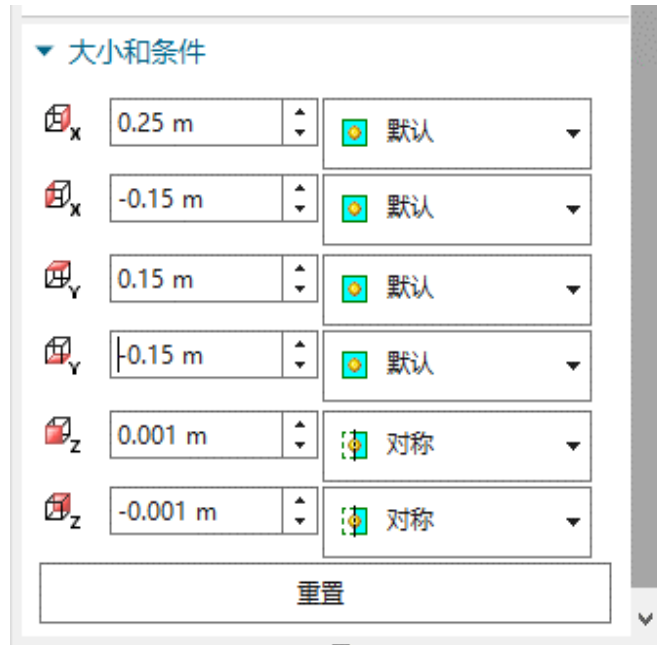 大小和条件
X 0.25 m 默认
X -0.15 m 默认
Y 0.15 m 默认
Y -0.15 m 默认
Z 0.001 m 对称
Z -0.001 m 对称
重置